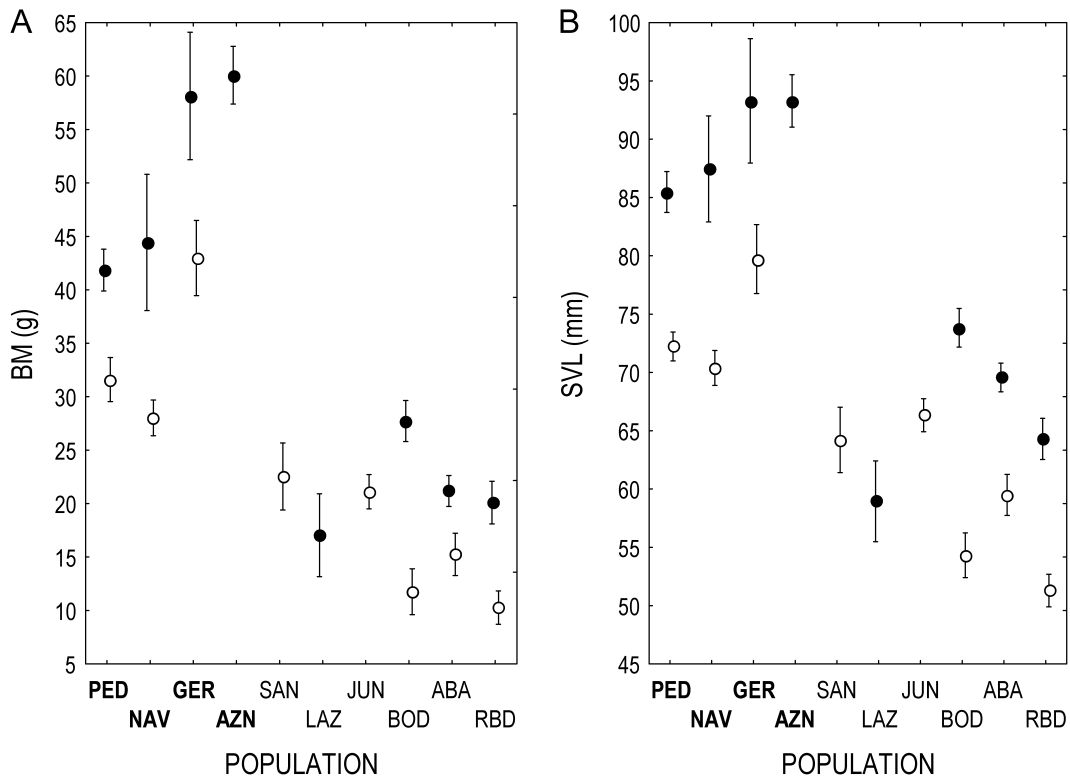 A
65
60
55
50
45
40
35
30
25
20
15
10
5
BM (g)
PED GER SAN JUN ABA
NAV AZN LAZ BOD RBD
POPULATION
B
100
95
90
85
80
75
70
65
60
55
50
45
SVL (mm)
PED GER SAN JUN ABA
NAV AZN LAZ BOD RBD
POPULATION